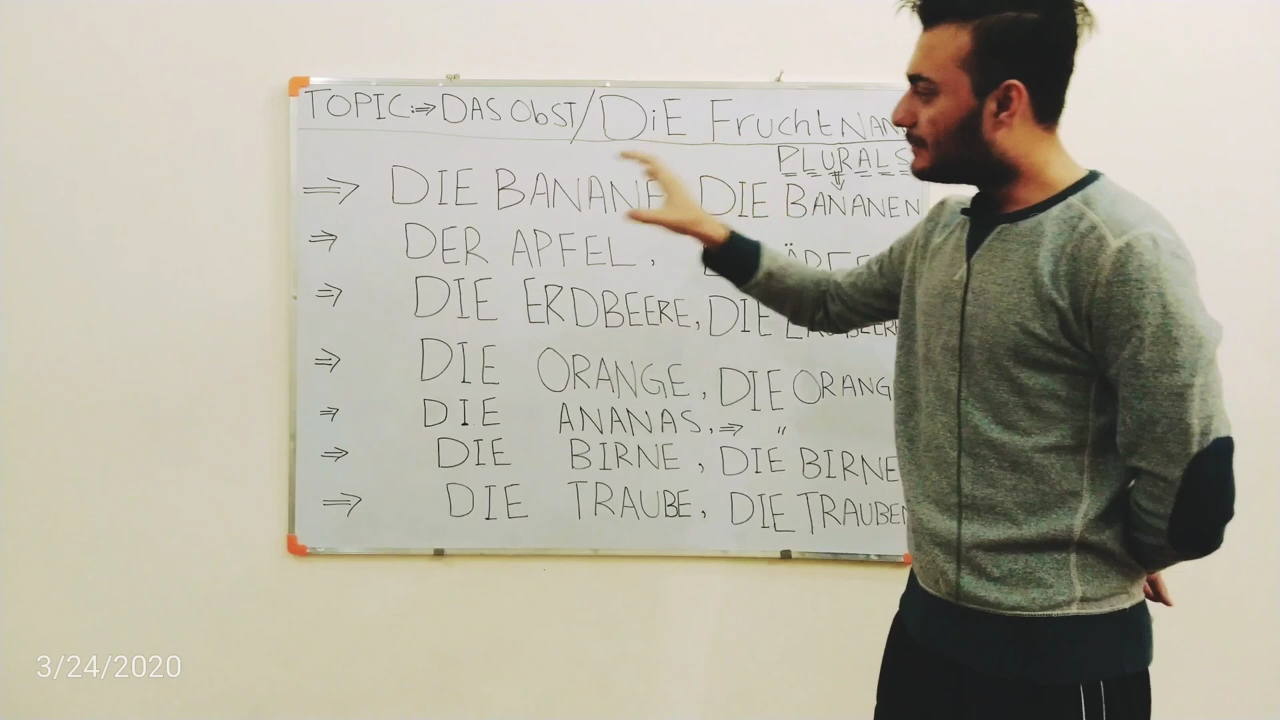 TOPIC:⇒ DAS ObST/DiE FruchtNAM
PLURALS
⇒ DIE BANANE DIE BANANEN
⇒ DER APFEL,
⇒ DIE ERDBEERE, DIE
⇒ DIE ORANGE, DIE ORANG
⇒ DIE ANANAS, ⇒ "
⇒ DIE BIRNE, DIE BIRNE
⇒ DIE TRAUBE, DIE TRAUBEN
3/24/2020